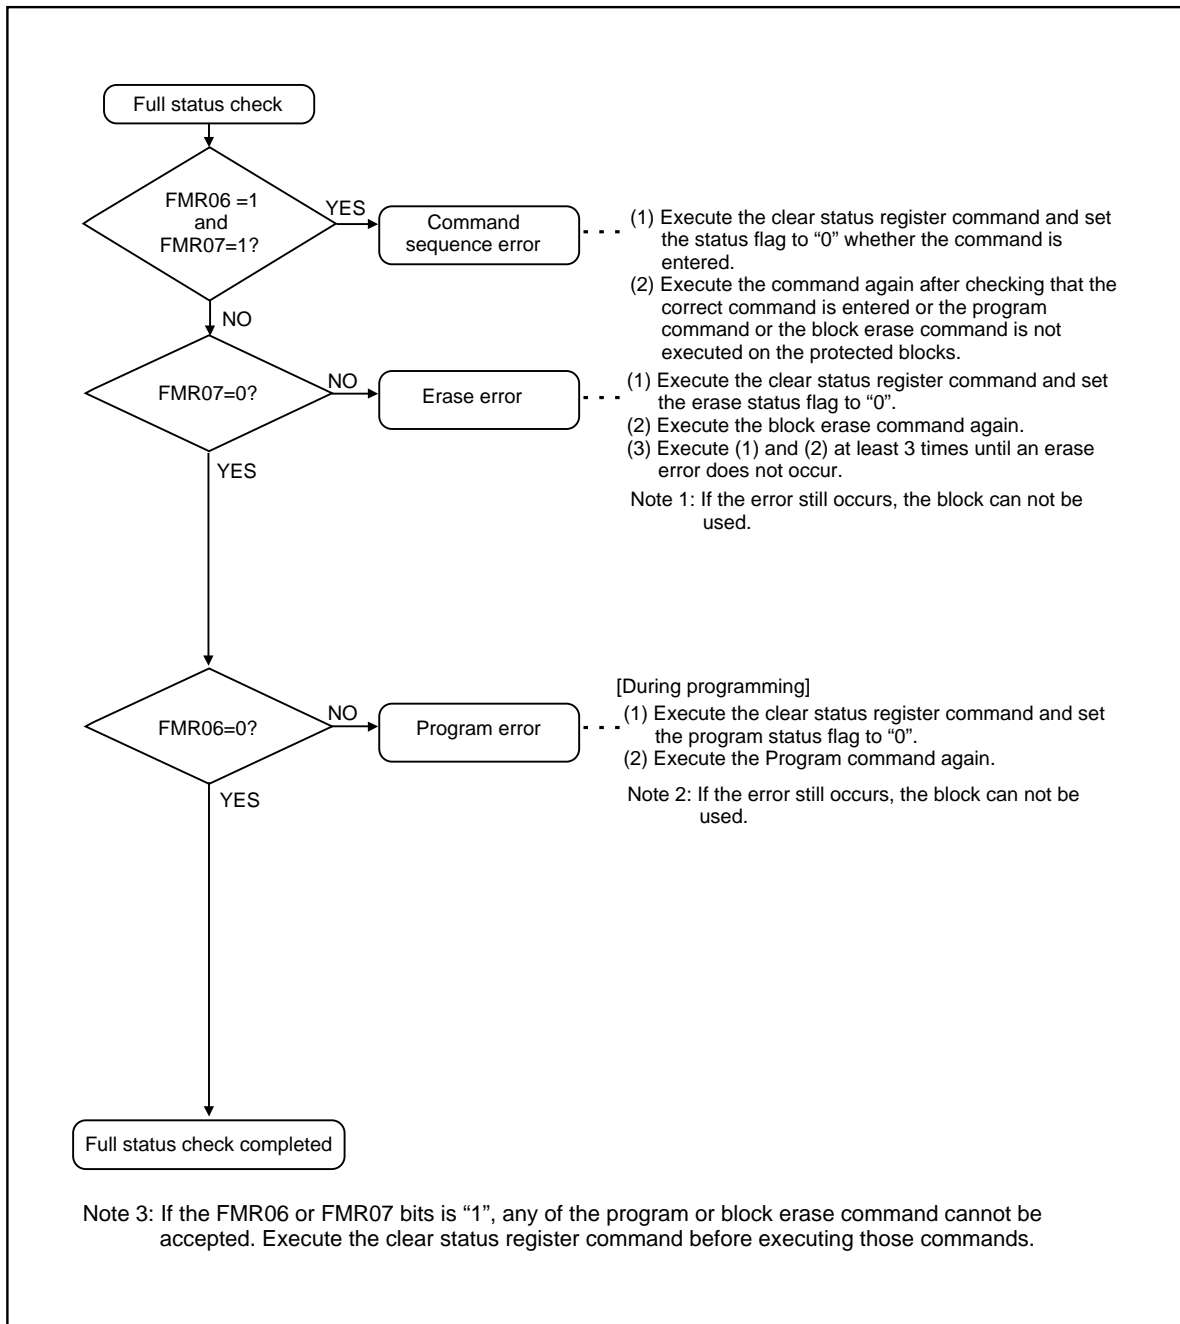 Full status check
FMR06 =1
and
FMR07=1?
YES
Command
sequence error
(1) Execute the clear status register command and set
the status flag to “0” whether the command is
entered.
(2) Execute the command again after checking that the
correct command is entered or the program
command or the block erase command is not
executed on the protected blocks.
NO
FMR07=0?
NO
Erase error
(1) Execute the clear status register command and set
the erase status flag to “0”.
(2) Execute the block erase command again.
(3) Execute (1) and (2) at least 3 times until an erase
error does not occur.
Note 1: If the error still occurs, the block can not be
used.
YES
FMR06=0?
NO
Program error
[During programming]
(1) Execute the clear status register command and set
the program status flag to “0”.
(2) Execute the Program command again.
Note 2: If the error still occurs, the block can not be
used.
YES
Full status check completed
Note 3: If the FMR06 or FMR07 bits is “1”, any of the program or block erase command cannot be
accepted. Execute the clear status register command before executing those commands.